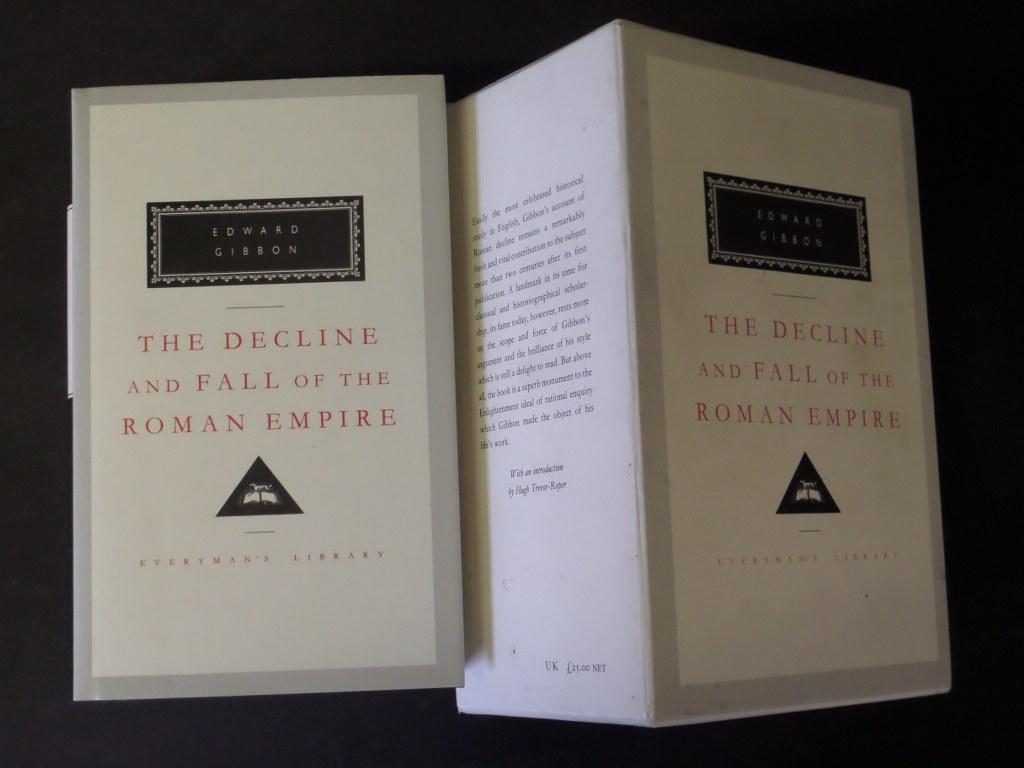 EDWARD
GIBBON
THE DECLINE
AND FALL OF THE
ROMAN EMPIRE
EVERYMAN'S LIBRARY
Easily the most celebrated historical
study in English, Gibbon's account of
Roman decline remains a remarkably
fresh and vital contribution to the subject
more than two centuries after its first
publication. A landmark in its time for
classical and historiographical scholar-
ship, its fame today, however, rests more
on the scope and force of Gibbon's
argument and the brilliance of his style
which is still a delight to read. But above
all, the book is a superb monument to the
Enlightenment ideal of rational enquiry
which Gibbon made the object of his
life's work.
With an introduction
by Hugh Trevor-Roper
UK £25.00 NET
EDWARD
GIBBON
THE DECLINE
AND FALL OF THE
ROMAN EMPIRE
EVERYMAN'S LIBRARY